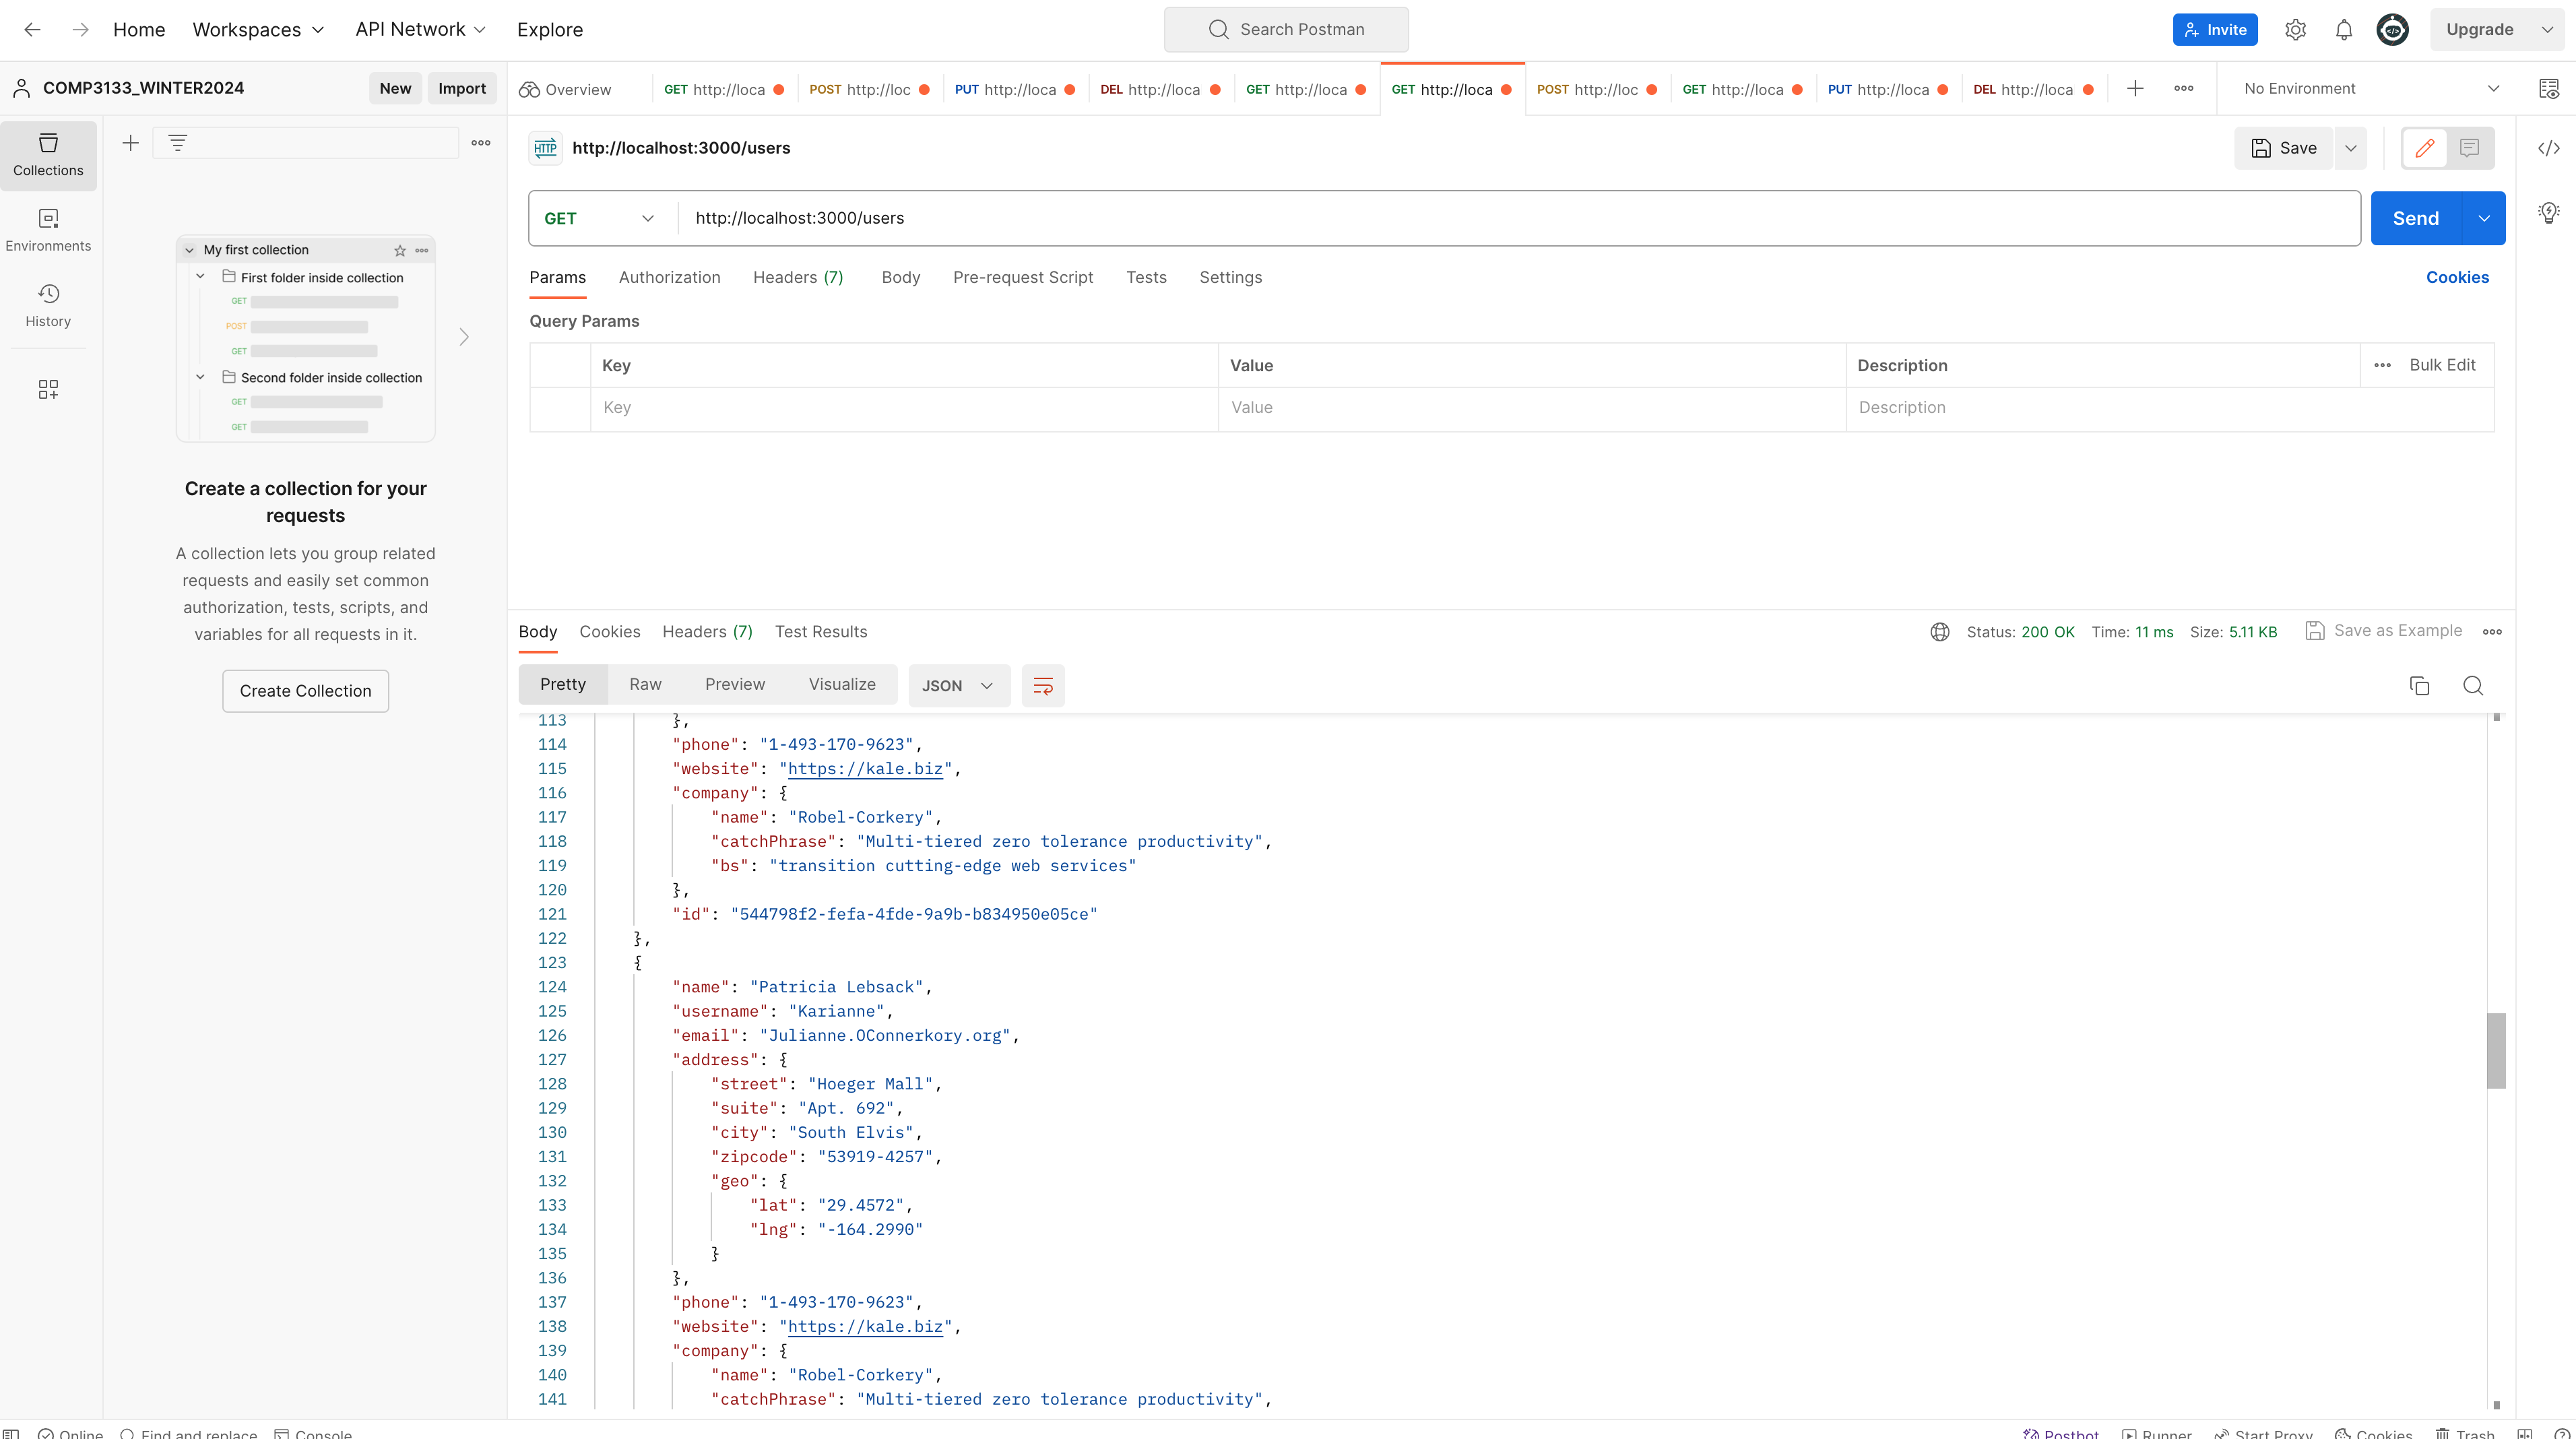 Home Workspaces API Network Explore Search Postman Invite Upgrade
COMP3133_WINTER2024 New Import Overview GET http://loca POST http://loc PUT http://loca DEL http://loca GET http://loca GET http://loca POST http://loc GET http://loca PUT http://loca DEL http://loca No Environment
Collections
Environments
History
My first collection
First folder inside collection
GET
POST
GET
Second folder inside collection
GET
GET
Create a collection for your
requests
A collection lets you group related
requests and easily set common
authorization, tests, scripts, and
variables for all requests in it.
Create Collection
HTTP http://localhost:3000/users Save
GET http://localhost:3000/users Send
Params Authorization Headers (7) Body Pre-request Script Tests Settings Cookies
Query Params
Key Value Description Bulk Edit
Key Value Description
Body Cookies Headers (7) Test Results Status: 200 OK Time: 11 ms Size: 5.11 KB Save as Example
Pretty Raw Preview Visualize JSON
113 },
114 "phone": "1-493-170-9623",
115 "website": "https://kale.biz",
116 "company": {
117 "name": "Robel-Corkery",
118 "catchPhrase": "Multi-tiered zero tolerance productivity",
119 "bs": "transition cutting-edge web services"
120 },
121 "id": "544798f2-fefa-4fde-9a9b-b834950e05ce"
122 },
123 {
124 "name": "Patricia Lebsack",
125 "username": "Karianne",
126 "email": "Julianne.OConnerkory.org",
127 "address": {
128 "street": "Hoeger Mall",
129 "suite": "Apt. 692",
130 "city": "South Elvis",
131 "zipcode": "53919-4257",
132 "geo": {
133 "lat": "29.4572",
134 "lng": "-164.2990"
135 }
136 },
137 "phone": "1-493-170-9623",
138 "website": "https://kale.biz",
139 "company": {
140 "name": "Robel-Corkery",
141 "catchPhrase": "Multi-tiered zero tolerance productivity",
Online Find and replace Console Postbot Runner Start Proxy Cookies Trash